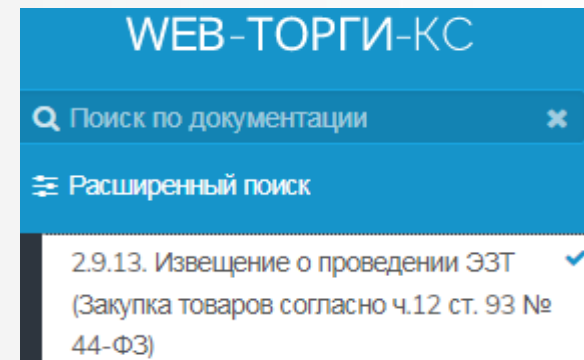 WEB-ТОРГИ-КС
Поиск по документации
Расширенный поиск
2.9.13. Извещение о проведении ЭЗТ
(Закупка товаров согласно ч.12 ст. 93 №
44-ФЗ)